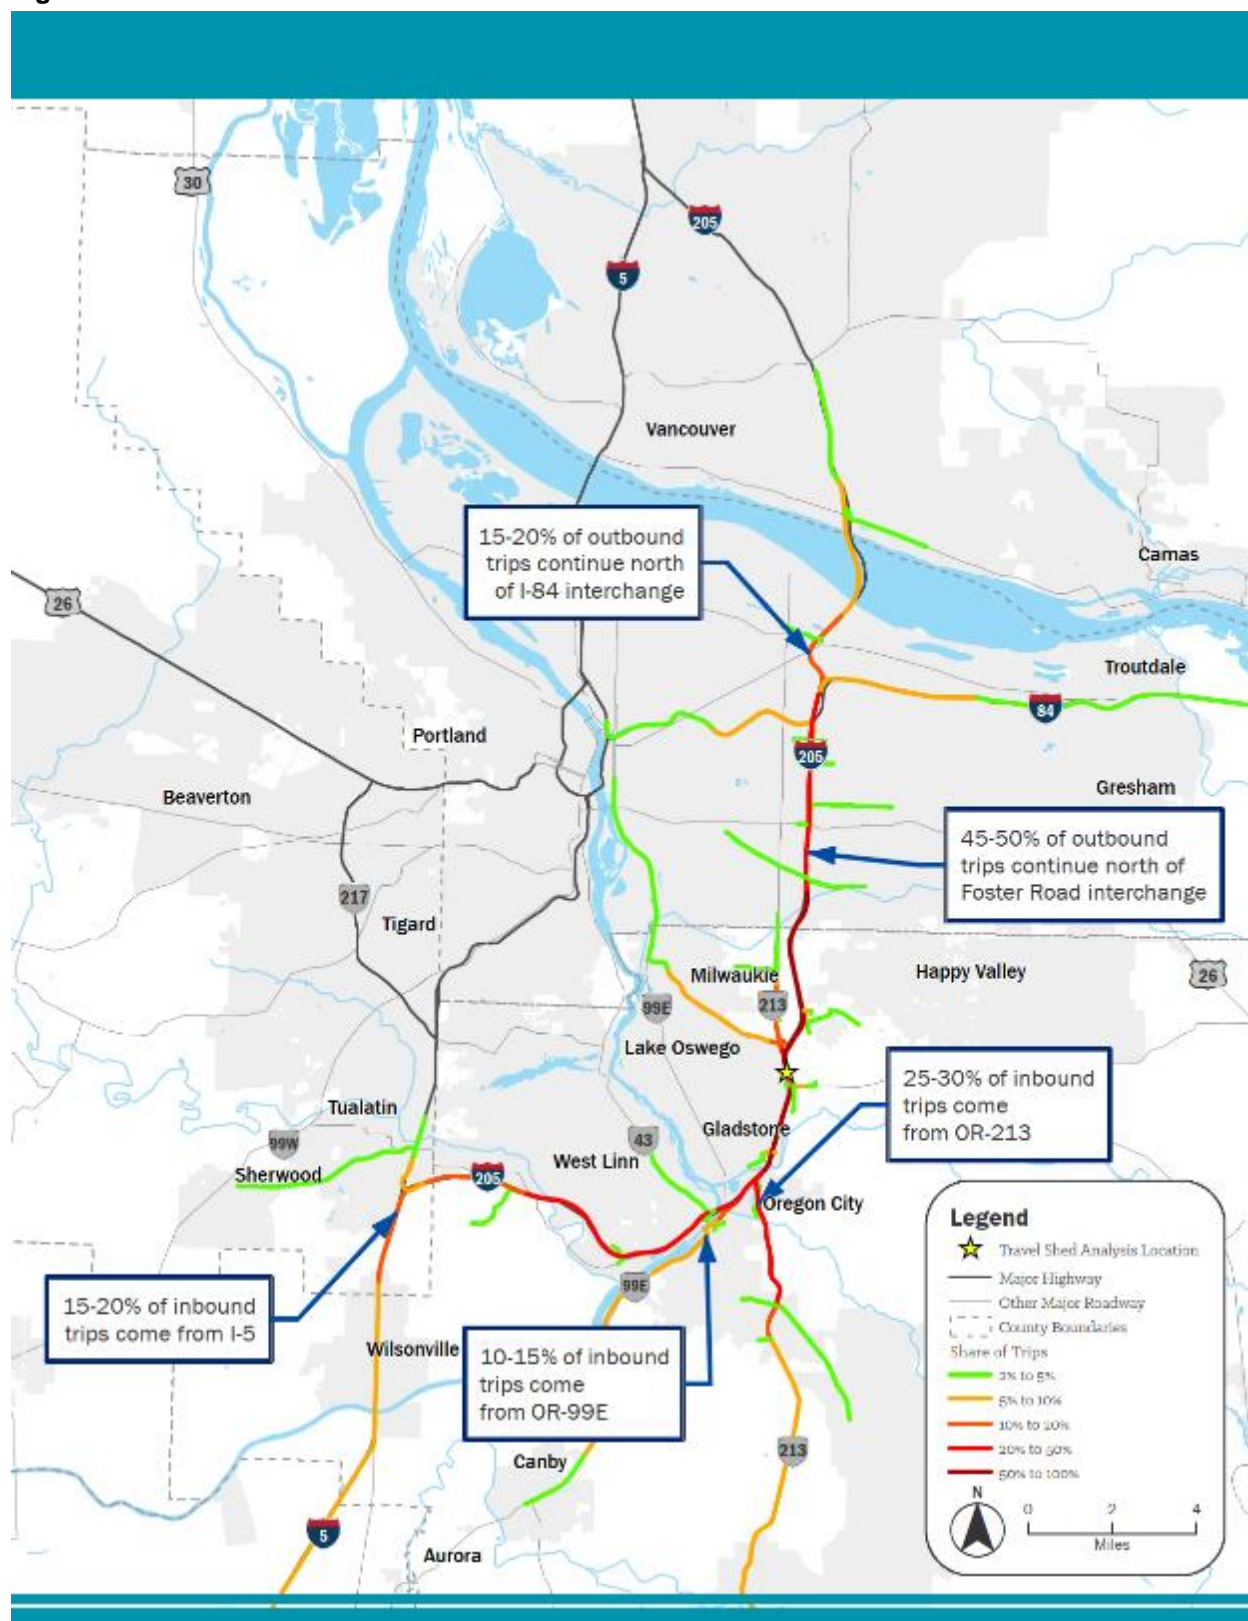 30
205
5
Vancouver
15-20% of outbound
trips continue north
of I-84 interchange
Camas
26
Troutdale
84
Portland
205
Beaverton
Gresham
45-50% of outbound
trips continue north of
Foster Road interchange
217
Tigard
Milwaukie
Happy Valley
26
99E
213
Lake Oswego
25-30% of inbound
trips come
from OR-213
Tualatin
99W
43
Gladstone
Sherwood
West Linn
205
Oregon City
15-20% of inbound
trips come from I-5
99E
Wilsonville
10-15% of inbound
trips come
from OR-99E
Canby
213
5
Aurora
Legend
Travel Shed Analysis Location
Major Highway
Other Major Roadway
County Boundaries
Share of Trips
2% to 5%
5% to 10%
10% to 20%
20% to 50%
50% to 100%
N
0 2 4
Miles